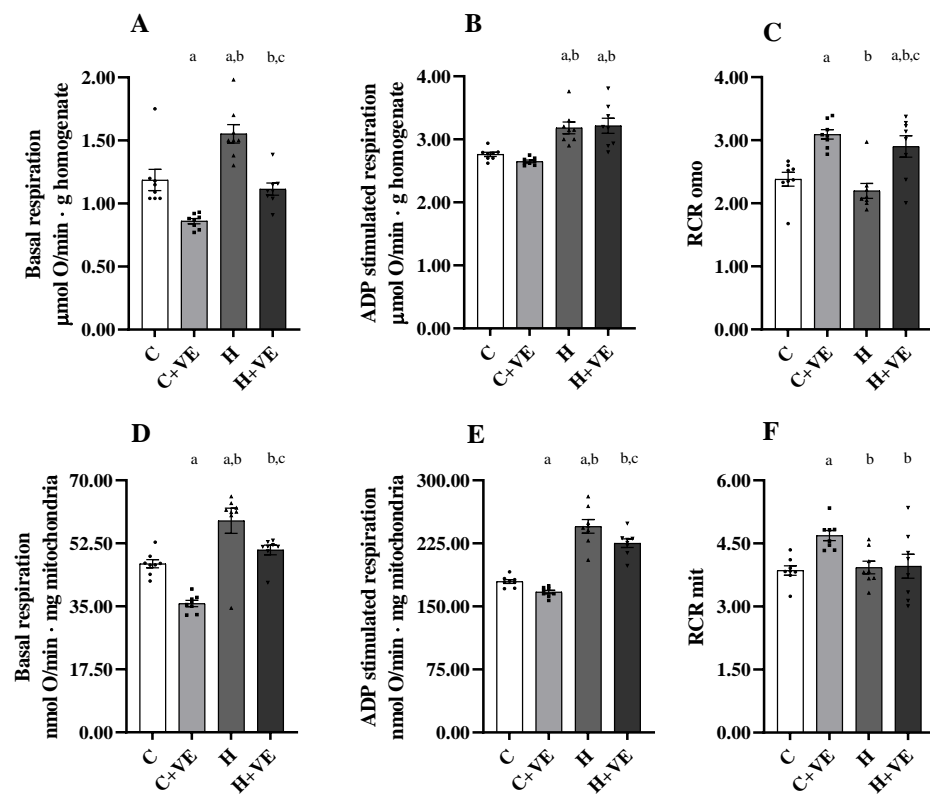 A
a a,b b,c
Basal respiration
µmol O/min · g homogenate
2.00
1.50
1.00
0.50
0.00
C C+VE H H+VE
B
a,b a,b
ADP stimulated respiration
µmol O/min · g homogenate
4.00
3.00
2.00
1.00
0.00
C C+VE H H+VE
C
a b a,b,c
RCR omo
4.00
3.00
2.00
1.00
0.00
C C+VE H H+VE
D
a a,b b,c
Basal respiration
nmol O/min · mg mitochondria
70.00
52.50
35.00
17.50
0.00
C C+VE H H+VE
E
a a,b b,c
ADP stimulated respiration
nmol O/min · mg mitochondria
300.00
225.00
150.00
75.00
0.00
C C+VE H H+VE
F
a b b
RCR mit
6.00
4.50
3.00
1.50
0.00
C C+VE H H+VE